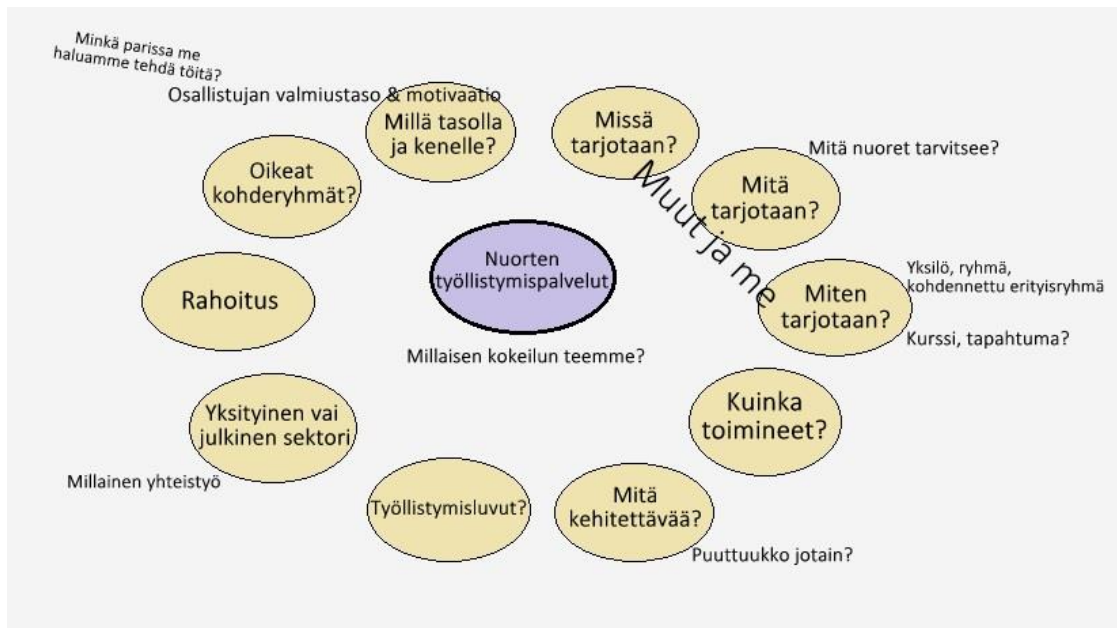 Minkä parissa me
haluamme tehdä töitä?
Osallistujan valmiustaso & motivaatio
Millä tasolla
ja kenelle?
Missä
tarjotaan?
Mitä nuoret tarvitsee?
Oikeat
kohderyhmät?
Mitä
tarjotaan?
Muut ja me
Nuorten
työllistymispalvelut
Yksilö, ryhmä,
kohdennettu erityisryhmä
Rahoitus
Miten
tarjotaan?
Kurssi, tapahtuma?
Millaisen kokeilun teemme?
Yksityinen vai
julkinen sektori
Kuinka
toimineet?
Millainen yhteistyö
Työllistymisluvut?
Mitä
kehitettävää?
Puuttuukko jotain?